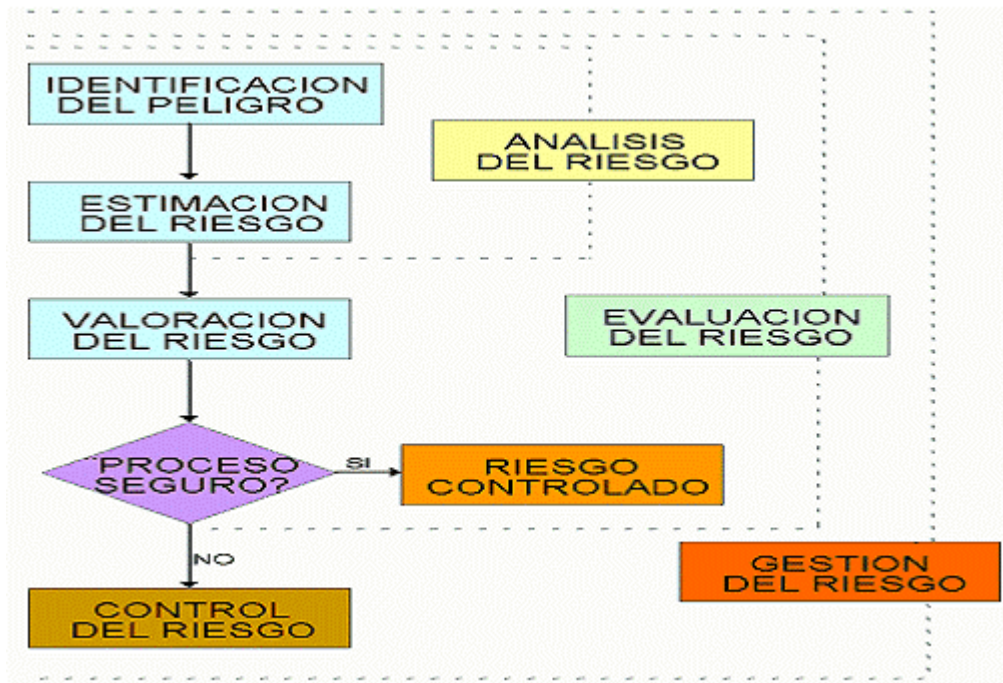 IDENTIFICACION
DEL PELIGRO
ANALISIS
DEL RIESGO
ESTIMACION
DEL RIESGO
VALORACION
DEL RIESGO
EVALUACION
DEL RIESGO
PROCESO
SEGURO?
SI
RIESGO
CONTROLADO
NO
GESTION
DEL RIESGO
CONTROL
DEL RIESGO